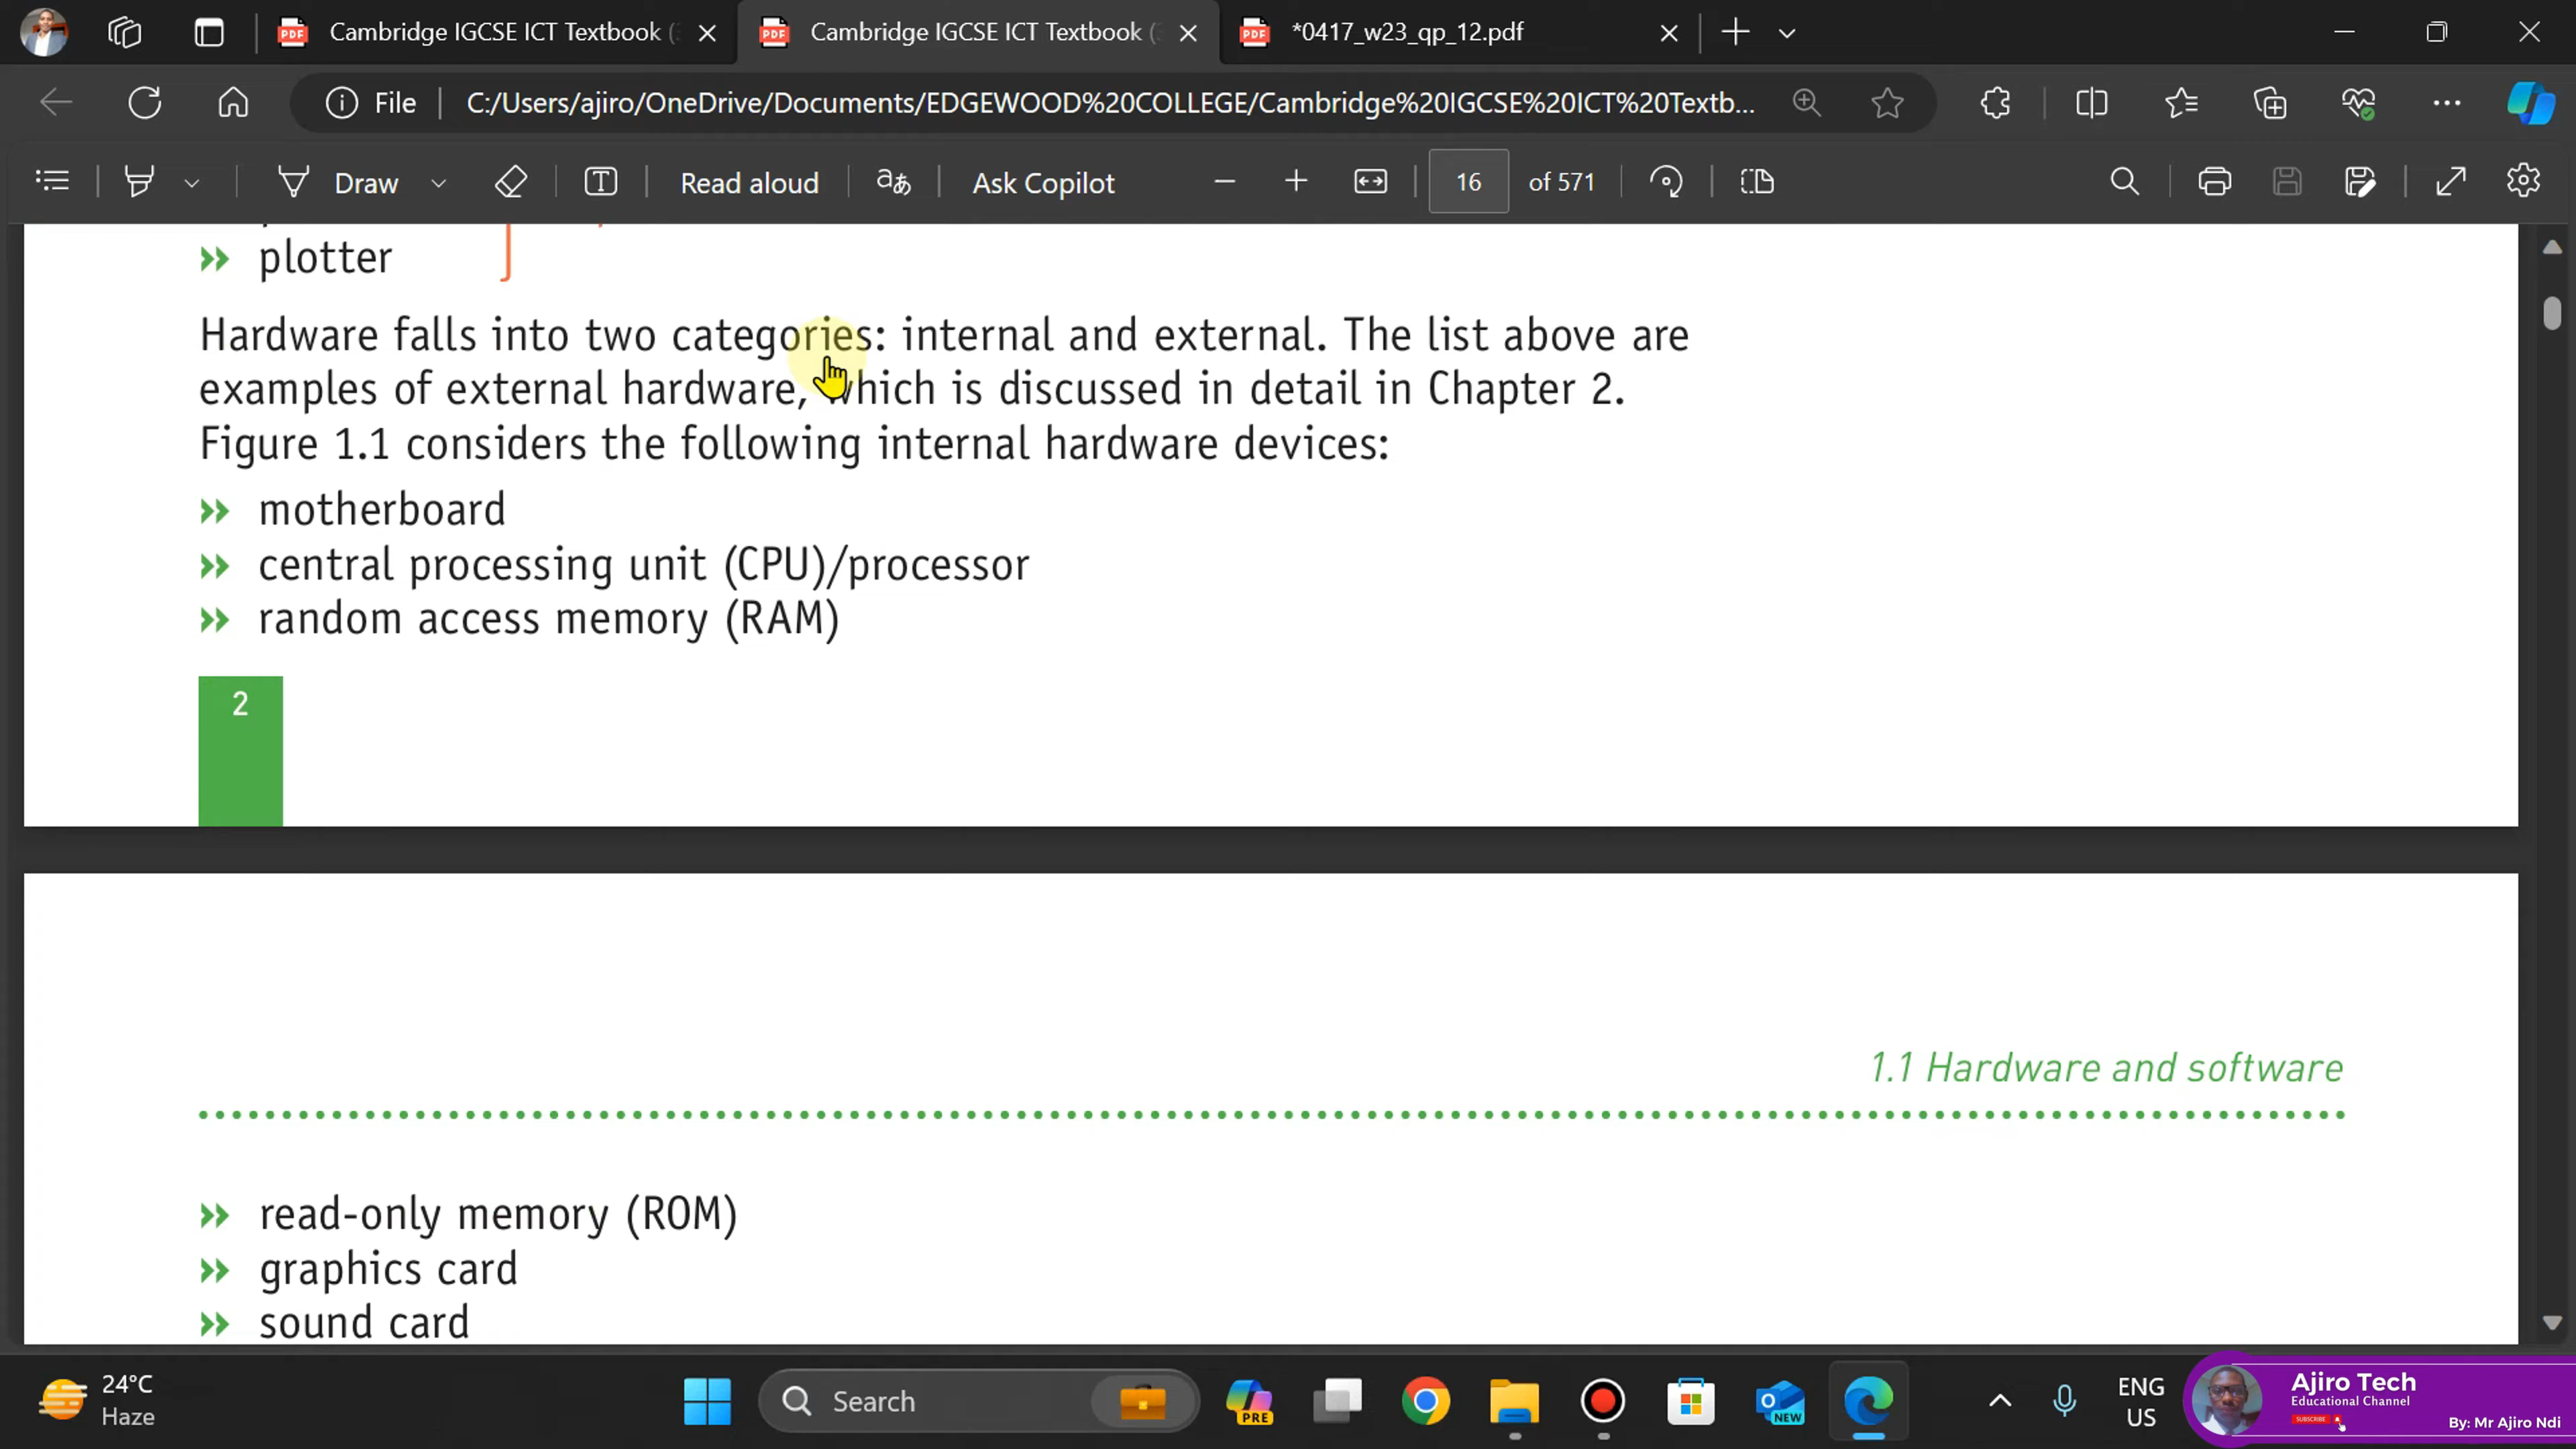 Cambridge IGCSE ICT Textbook (
Cambridge IGCSE ICT Textbook (
*0417_w23_qp_12.pdf
File
C:/Users/ajiro/OneDrive/Documents/EDGEWOOD%20COLLEGE/Cambridge%20IGCSE%20ICT%20Textb...
Draw
Read aloud
aあ
Ask Copilot
16 of 571
» plotter
Hardware falls into two categories: internal and external. The list above are
examples of external hardware, which is discussed in detail in Chapter 2.
Figure 1.1 considers the following internal hardware devices:
» motherboard
» central processing unit (CPU)/processor
» random access memory (RAM)
2
1.1 Hardware and software
» read-only memory (ROM)
» graphics card
» sound card
24°C
Haze
Search
PRE
NEW
ENG
US
Ajiro Tech
Educational Channel
SUBSCRIBE
By: Mr Ajiro Ndi